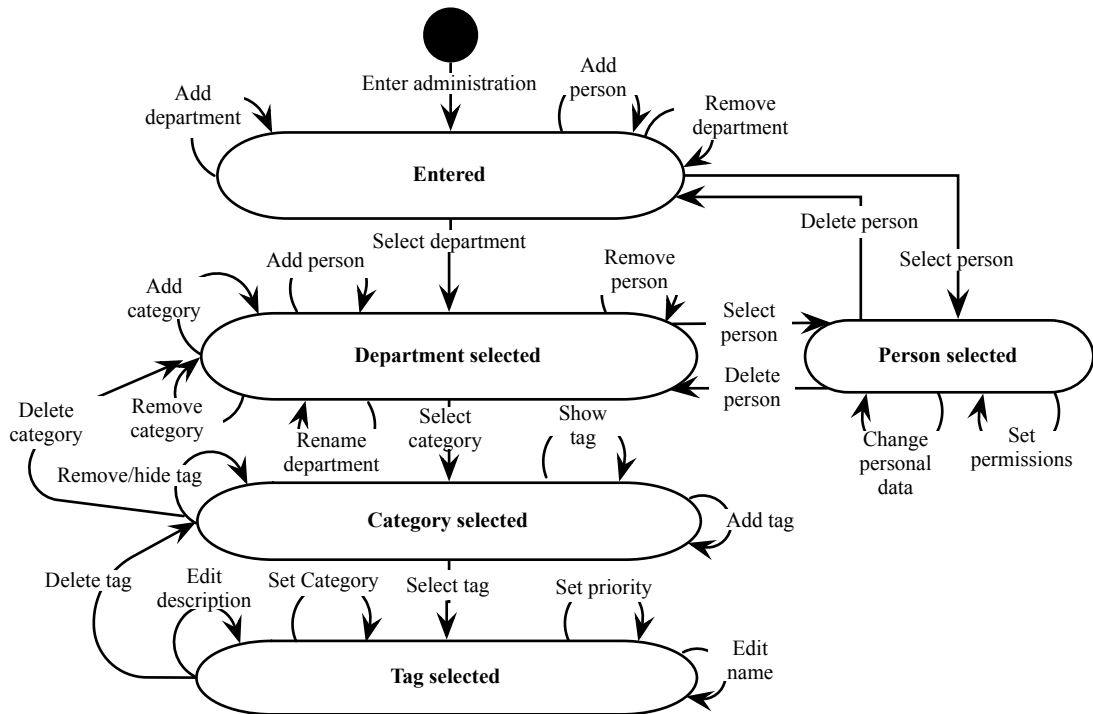 Enter administration
Add
person
Add
department
Remove
department
Entered
Delete person
Select department
Select person
Add person
Remove
person
Add
category
Select
person
Department selected
Person selected
Delete
person
Delete
category
Remove
category
Rename
department
Select
category
Show
tag
Change
personal
data
Set
permissions
Remove/hide tag
Category selected
Add tag
Delete tag
Edit
description
Set Category
Select tag
Set priority
Tag selected
Edit
name